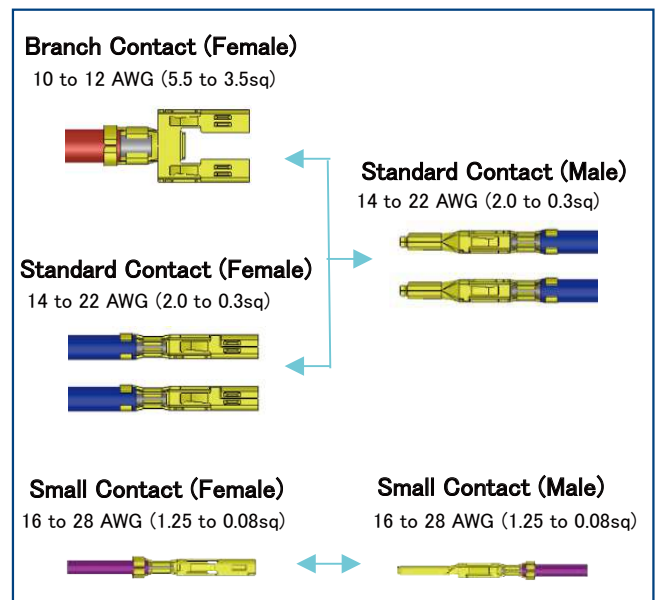 Branch Contact (Female)
10 to 12 AWG (5.5 to 3.5sq)
Standard Contact (Male)
14 to 22 AWG (2.0 to 0.3sq)
Standard Contact (Female)
14 to 22 AWG (2.0 to 0.3sq)
Small Contact (Female)
16 to 28 AWG (1.25 to 0.08sq)
Small Contact (Male)
16 to 28 AWG (1.25 to 0.08sq)